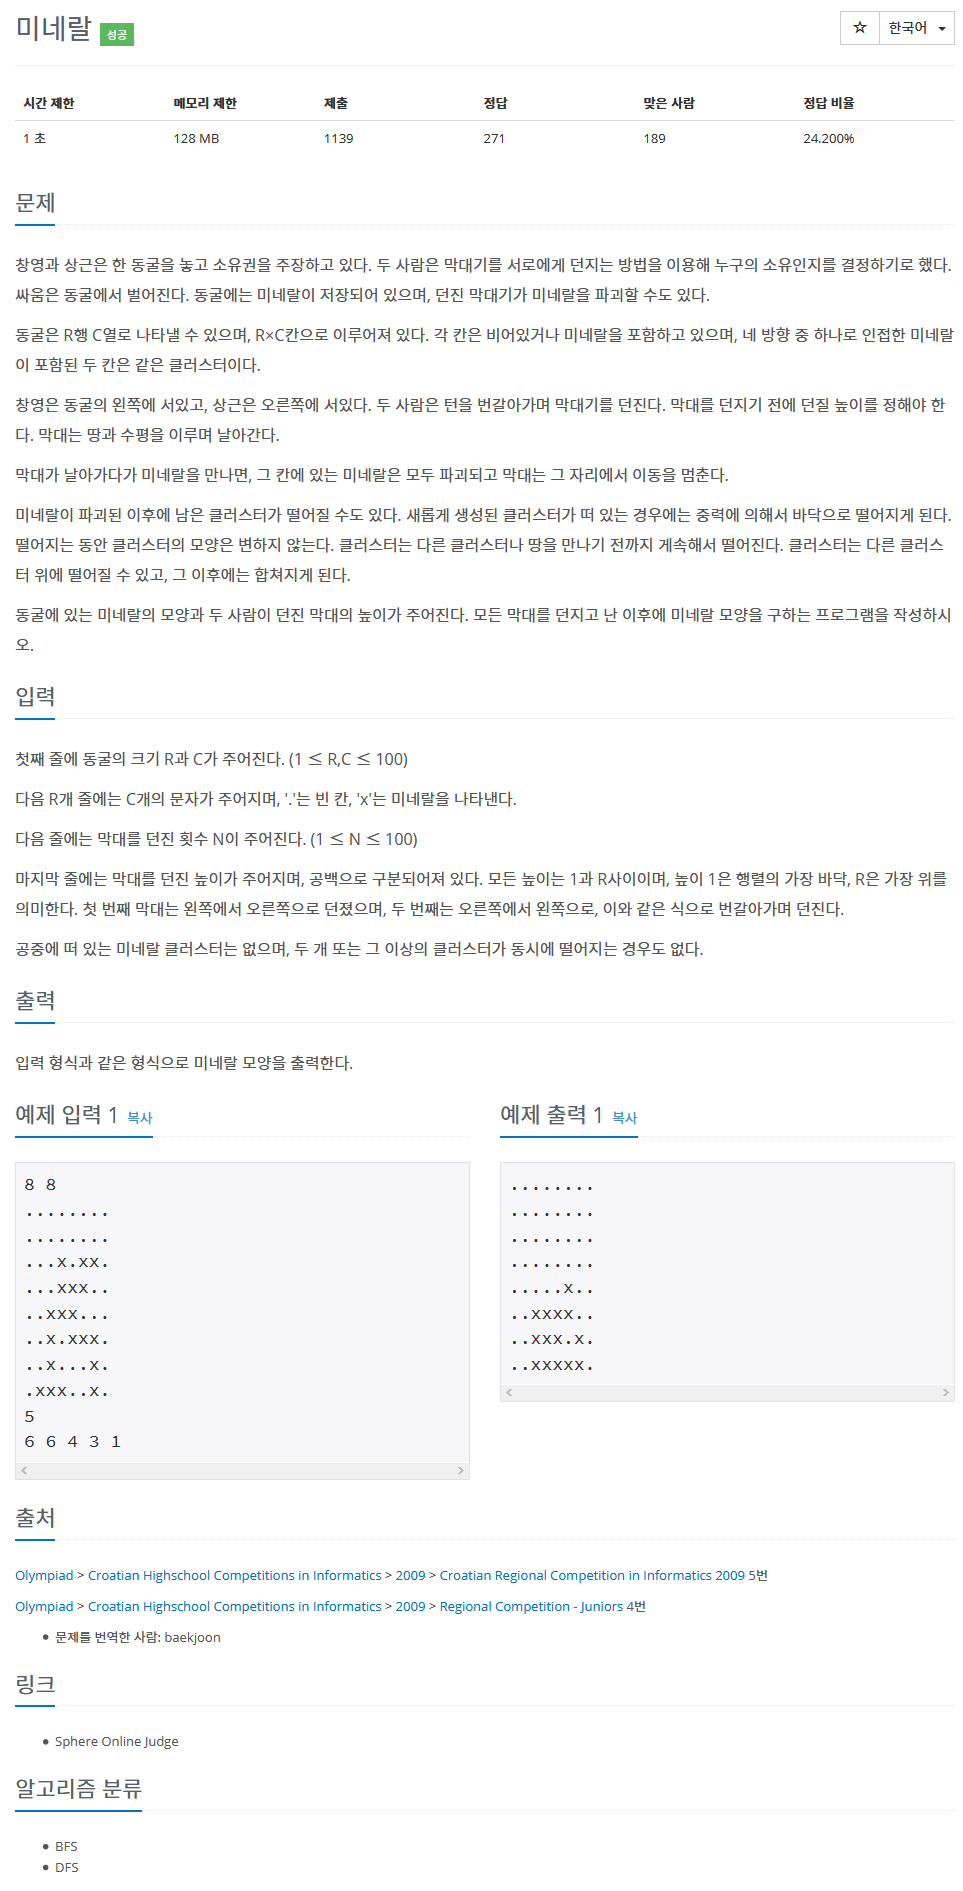 미네랄 성공
☆ 한국어
시간 제한 메모리 제한 제출 정답 맞은 사람 정답 비율
1 초 128 MB 1139 271 189 24.200%
문제
창영과 상근은 한 동굴을 놓고 소유권을 주장하고 있다. 두 사람은 막대기를 서로에게 던지는 방법을 이용해 누구의 소유인지를 결정하기로 했다.
싸움은 동굴에서 벌어진다. 동굴에는 미네랄이 저장되어 있으며, 던진 막대기가 미네랄을 파괴할 수도 있다.
동굴은 R행 C열로 나타낼 수 있으며, R×C칸으로 이루어져 있다. 각 칸은 비어있거나 미네랄을 포함하고 있으며, 네 방향 중 하나로 인접한 미네랄
이 포함된 두 칸은 같은 클러스터이다.
창영은 동굴의 왼쪽에 서있고, 상근은 오른쪽에 서있다. 두 사람은 턴을 번갈아가며 막대기를 던진다. 막대를 던지기 전에 던질 높이를 정해야 한
다. 막대는 땅과 수평을 이루며 날아간다.
막대가 날아가다가 미네랄을 만나면, 그 칸에 있는 미네랄은 모두 파괴되고 막대는 그 자리에서 이동을 멈춘다.
미네랄이 파괴된 이후에 남은 클러스터가 떨어질 수도 있다. 새롭게 생성된 클러스터가 떠 있는 경우에는 중력에 의해서 바닥으로 떨어지게 된다.
떨어지는 동안 클러스터의 모양은 변하지 않는다. 클러스터는 다른 클러스터나 땅을 만나기 전까지 게속해서 떨어진다. 클러스터는 다른 클러스
터 위에 떨어질 수 있고, 그 이후에는 합쳐지게 된다.
동굴에 있는 미네랄의 모양과 두 사람이 던진 막대의 높이가 주어진다. 모든 막대를 던지고 난 이후에 미네랄 모양을 구하는 프로그램을 작성하시
오.
입력
첫째 줄에 동굴의 크기 R과 C가 주어진다. (1 ≤ R,C ≤ 100)
다음 R개 줄에는 C개의 문자가 주어지며, '.'는 빈 칸, 'x'는 미네랄을 나타낸다.
다음 줄에는 막대를 던진 횟수 N이 주어진다. (1 ≤ N ≤ 100)
마지막 줄에는 막대를 던진 높이가 주어지며, 공백으로 구분되어져 있다. 모든 높이는 1과 R사이이며, 높이 1은 행렬의 가장 바닥, R은 가장 위를
의미한다. 첫 번째 막대는 왼쪽에서 오른쪽으로 던졌으며, 두 번째는 오른쪽에서 왼쪽으로, 이와 같은 식으로 번갈아가며 던진다.
공중에 떠 있는 미네랄 클러스터는 없으며, 두 개 또는 그 이상의 클러스터가 동시에 떨어지는 경우도 없다.
출력
입력 형식과 같은 형식으로 미네랄 모양을 출력한다.
예제 입력 1 복사
8 8
........
........
...x.xx.
...xxx..
..xxx...
..x.xxx.
..x...x.
.xxx..x.
5
6 6 4 3 1
예제 출력 1 복사
........
........
........
........
.....x..
..xxxx..
..xxx.x.
..xxxxx.
출처
Olympiad > Croatian Highschool Competitions in Informatics > 2009 > Croatian Regional Competition in Informatics 2009 5번
Olympiad > Croatian Highschool Competitions in Informatics > 2009 > Regional Competition - Juniors 4번
• 문제를 번역한 사람: baekjoon
링크
• Sphere Online Judge
알고리즘 분류
• BFS
• DFS